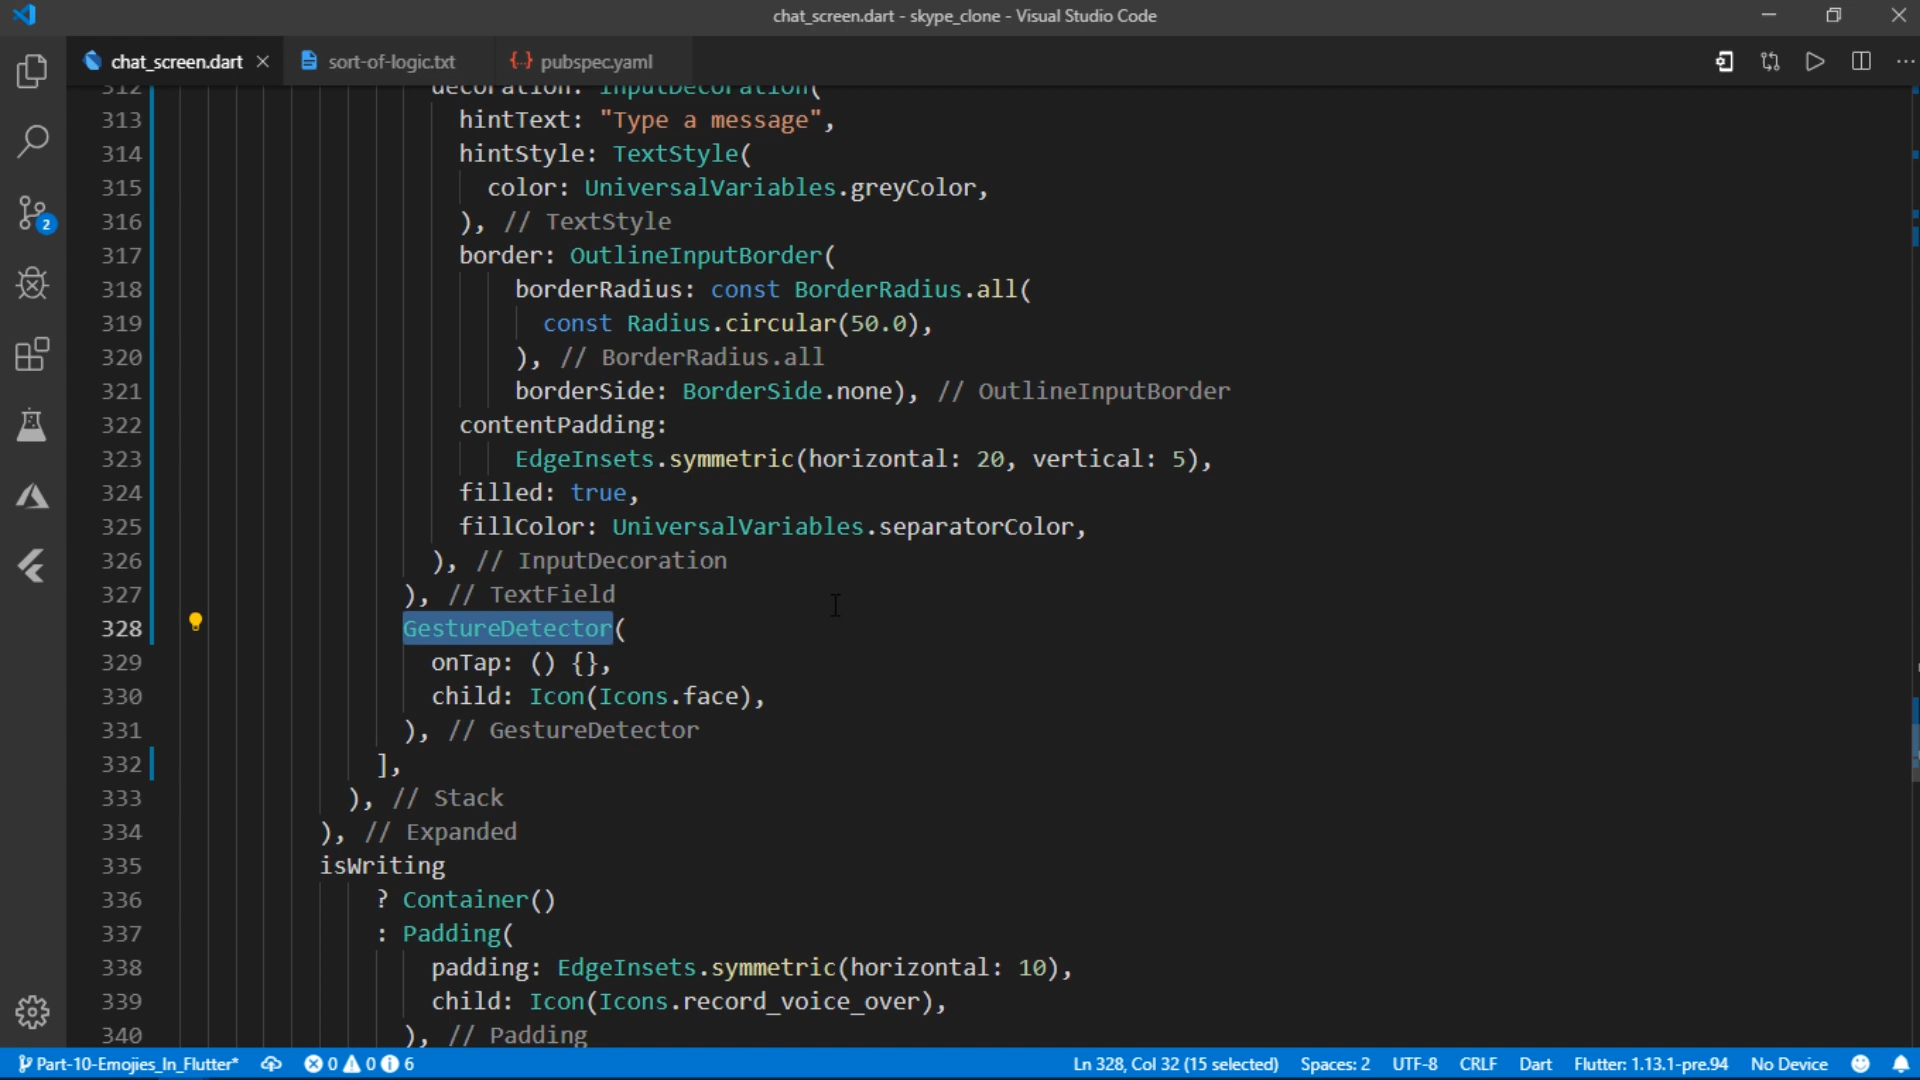 chat_screen.dart - skype_clone - Visual Studio Code
chat_screen.dart
sort-of-logic.txt
pubspec.yaml
312 decoration: InputDecoration(
313 hintText: "Type a message",
314 hintStyle: TextStyle(
315 color: UniversalVariables.greyColor,
316 ), // TextStyle
317 border: OutlineInputBorder(
318 borderRadius: const BorderRadius.all(
319 const Radius.circular(50.0),
320 ), // BorderRadius.all
321 borderSide: BorderSide.none), // OutlineInputBorder
322 contentPadding:
323 EdgeInsets.symmetric(horizontal: 20, vertical: 5),
324 filled: true,
325 fillColor: UniversalVariables.separatorColor,
326 ), // InputDecoration
327 ), // TextField
328 GestureDetector(
329 onTap: () {},
330 child: Icon(Icons.face),
331 ), // GestureDetector
332 ],
333 ), // Stack
334 ), // Expanded
335 isWriting
336 ? Container()
337 : Padding(
338 padding: EdgeInsets.symmetric(horizontal: 10),
339 child: Icon(Icons.record_voice_over),
340 ), // Padding
2
Part-10-Emojies_In_Flutter* 0 0 6 Ln 328, Col 32 (15 selected) Spaces: 2 UTF-8 CRLF Dart Flutter: 1.13.1-pre.94 No Device